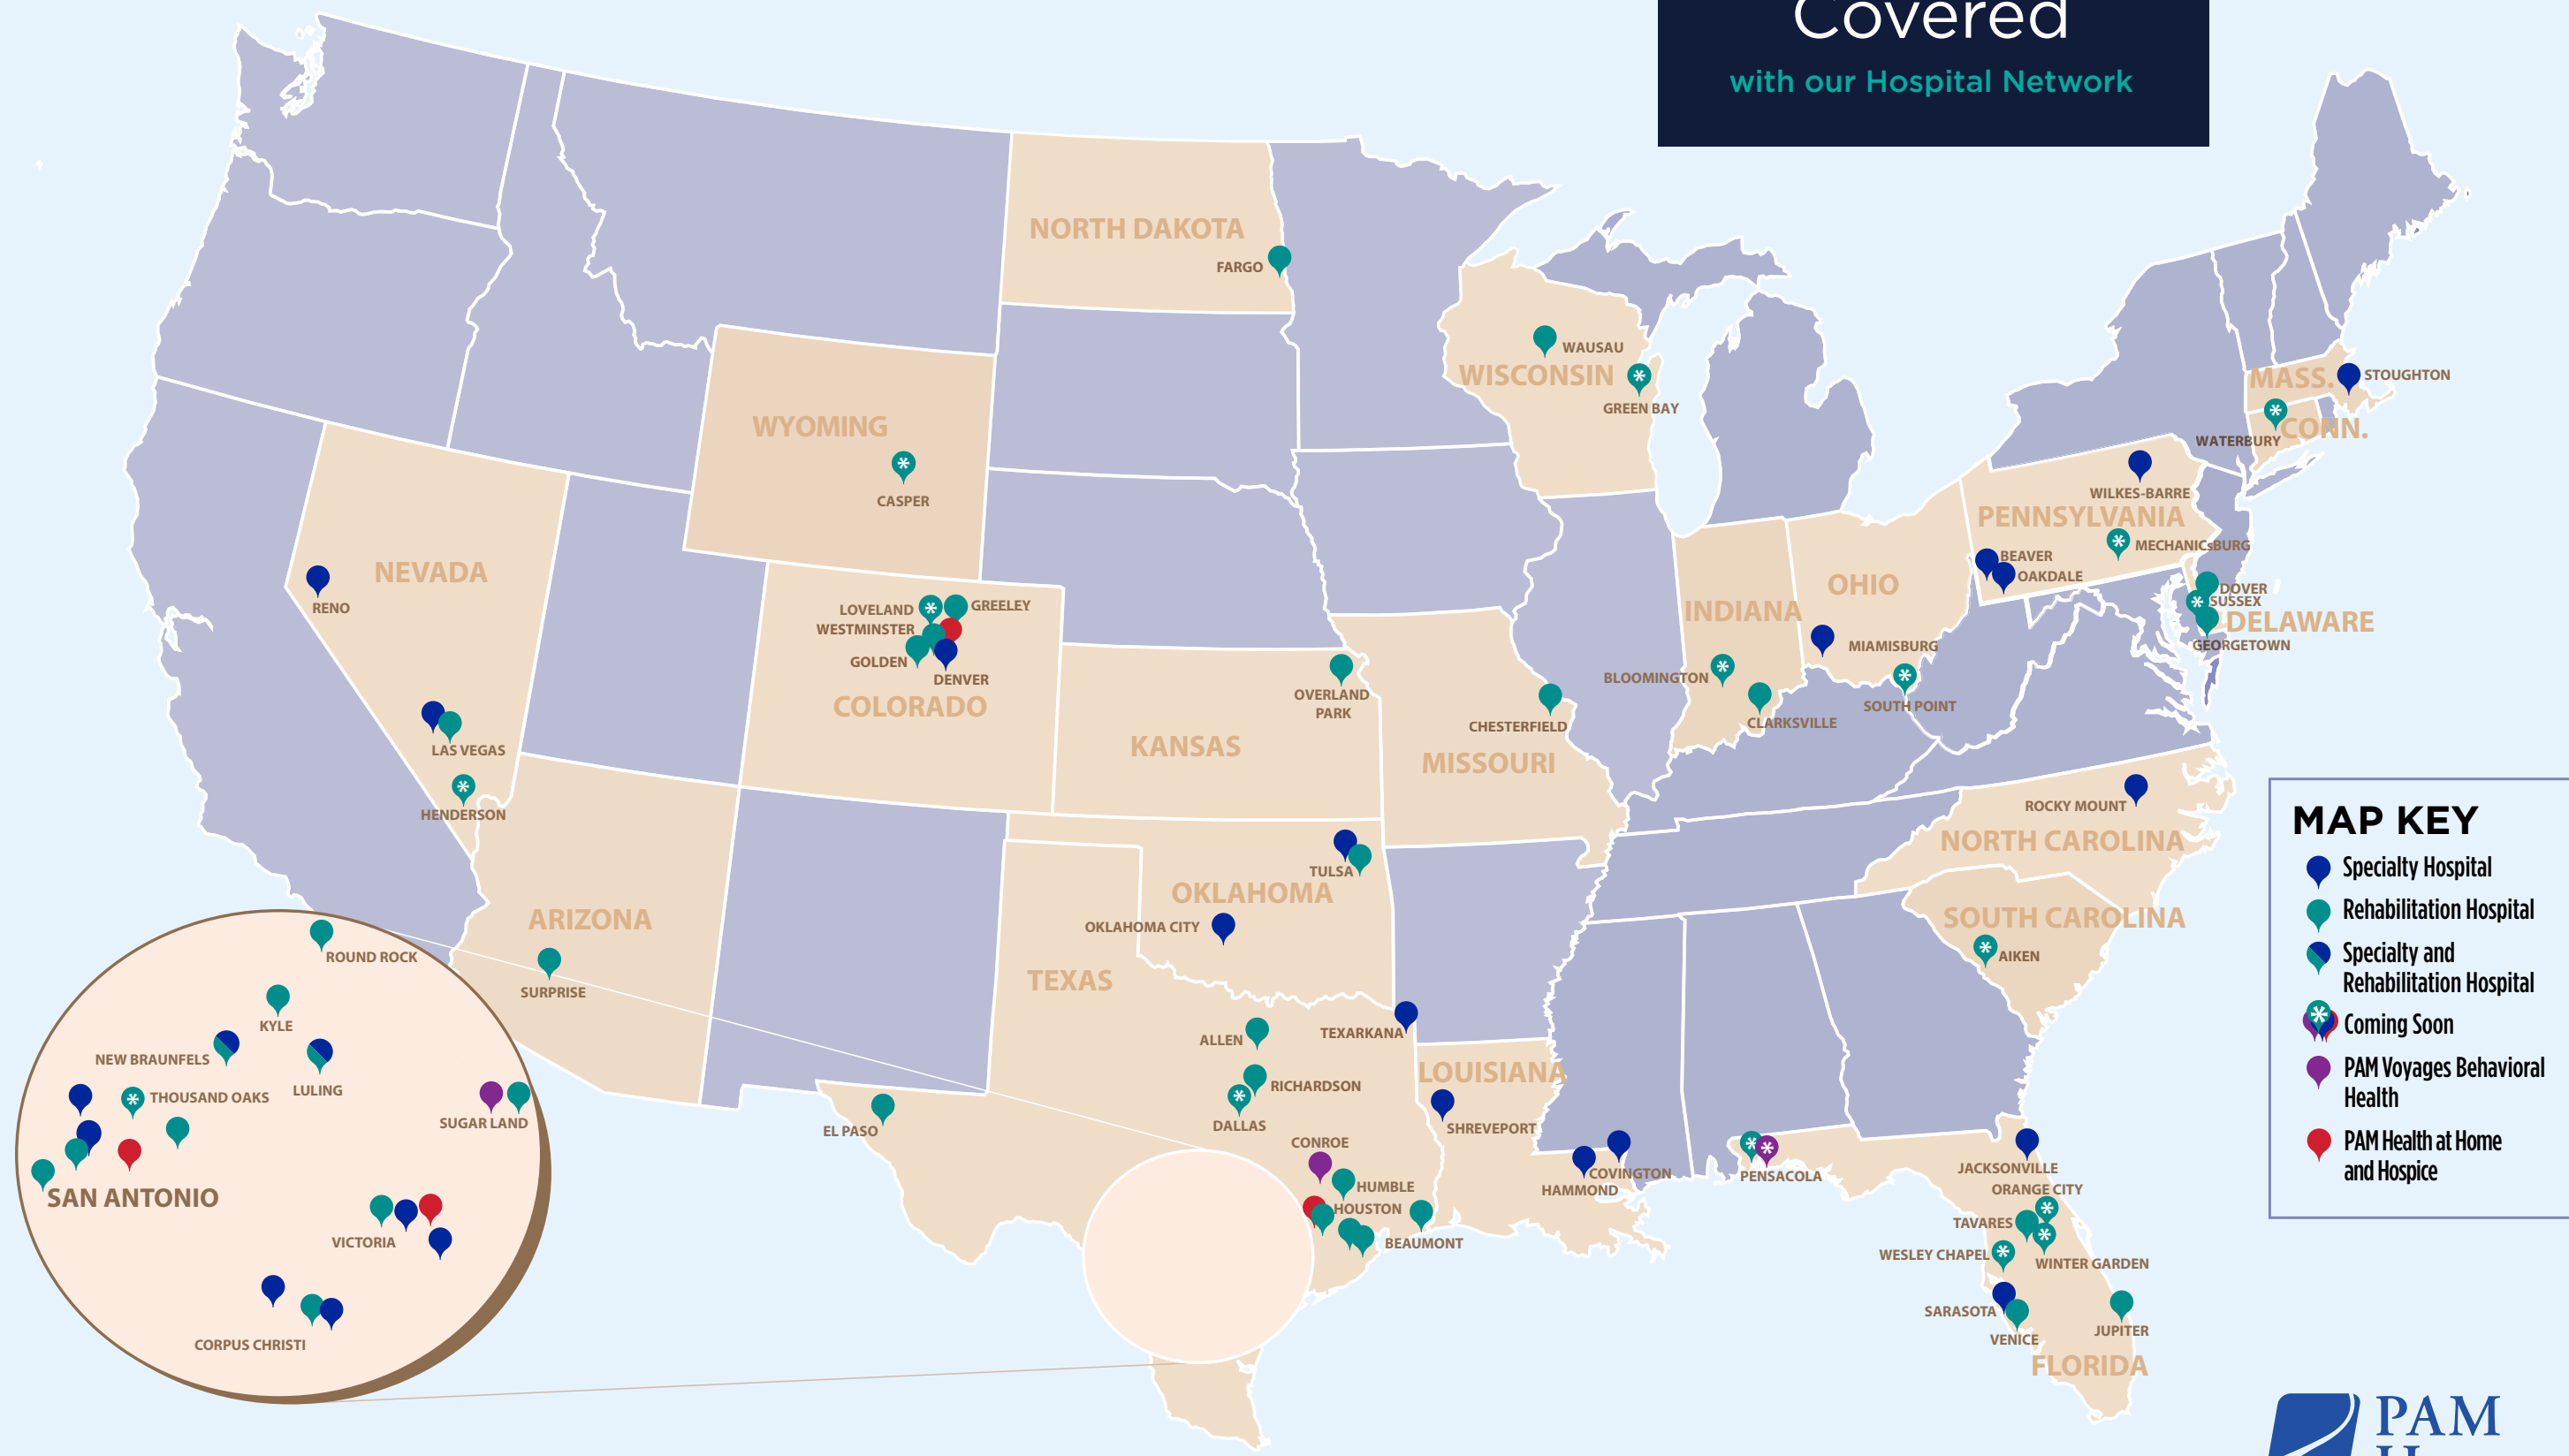 Covered
with our Hospital Network
NORTH DAKOTA
FARGO
WAUSAU
WISCONSIN
GREEN BAY
MASS.
STOUGHTON
CONN.
WATERBURY
WYOMING
CASPER
WILKES-BARRE
PENNSYLVANIA
MECHANICsBURG
BEAVER
OAKDALE
DOVER
SUSSEX
DELAWARE
GEORGETOWN
NEVADA
RENO
LAS VEGAS
HENDERSON
LOVELAND
GREELEY
WESTMINSTER
GOLDEN
DENVER
COLORADO
OVERLAND
PARK
KANSAS
CHESTERFIELD
MISSOURI
INDIANA
BLOOMINGTON
CLARKSVILLE
OHIO
MIAMISBURG
SOUTH POINT
ROCKY MOUNT
NORTH CAROLINA
SOUTH CAROLINA
AIKEN
TULSA
OKLAHOMA
OKLAHOMA CITY
ARIZONA
SURPRISE
TEXAS
ALLEN
TEXARKANA
RICHARDSON
DALLAS
EL PASO
CONROE
HUMBLE
HOUSTON
BEAUMONT
LOUISIANA
SHREVEPORT
COVINGTON
HAMMOND
PENSACOLA
JACKSONVILLE
ORANGE CITY
TAVARES
WESLEY CHAPEL
WINTER GARDEN
SARASOTA
VENICE
JUPITER
FLORIDA
ROUND ROCK
KYLE
NEW BRAUNFELS
LULING
THOUSAND OAKS
SUGAR LAND
SAN ANTONIO
VICTORIA
CORPUS CHRISTI
MAP KEY
Specialty Hospital
Rehabilitation Hospital
Specialty and
Rehabilitation Hospital
Coming Soon
PAM Voyages Behavioral
Health
PAM Health at Home
and Hospice
PAM